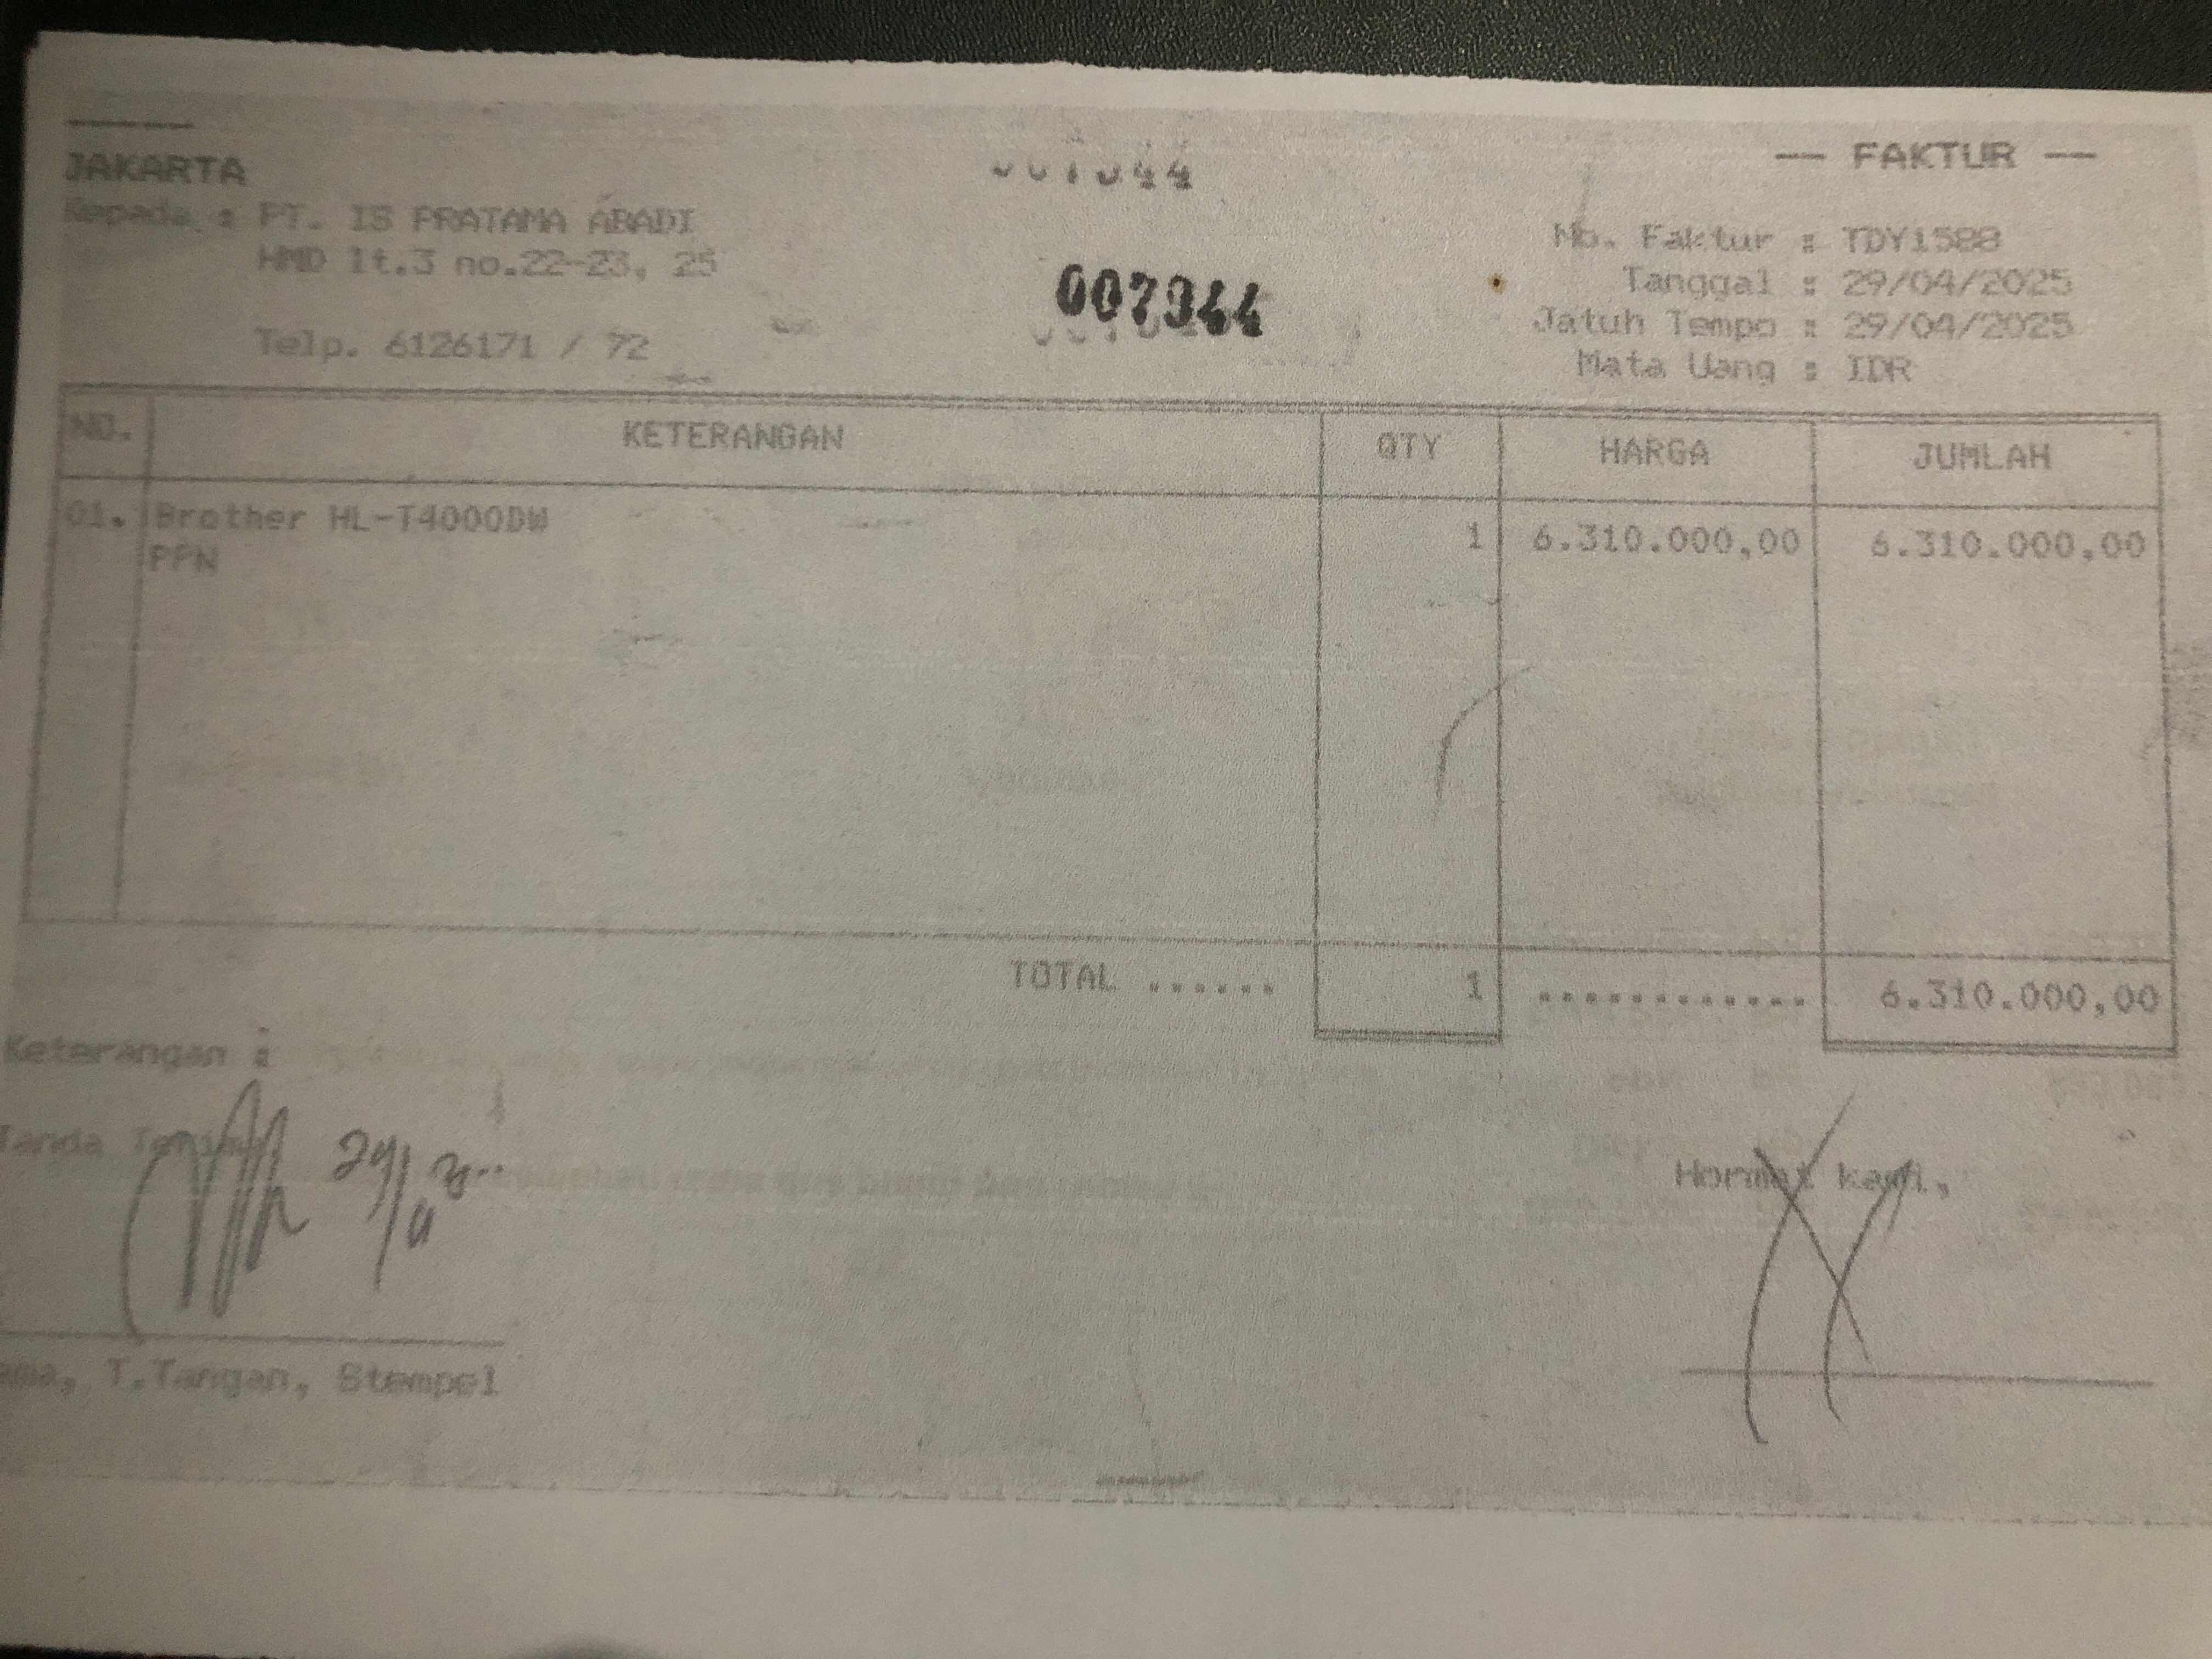 JAKARTA
-- FAKTUR --
Kepada : PT. IS PRATAMA ABADI
HMD lt.3 no.22-23, 25
Telp. 6126171 / 72
007944
No. Faktur : TDY1588
Tanggal : 29/04/2025
Jatuh Tempo : 29/04/2025
Mata Uang : IDR
NO. KETERANGAN QTY HARGA JUMLAH
01. Brother HL-T4000DW 1 6.310.000,00 6.310.000,00
PPN
TOTAL ...... 1 ............ 6.310.000,00
Keterangan :
Tanda Terima
Hormat kami,
ama, T.Tangan, Stempel